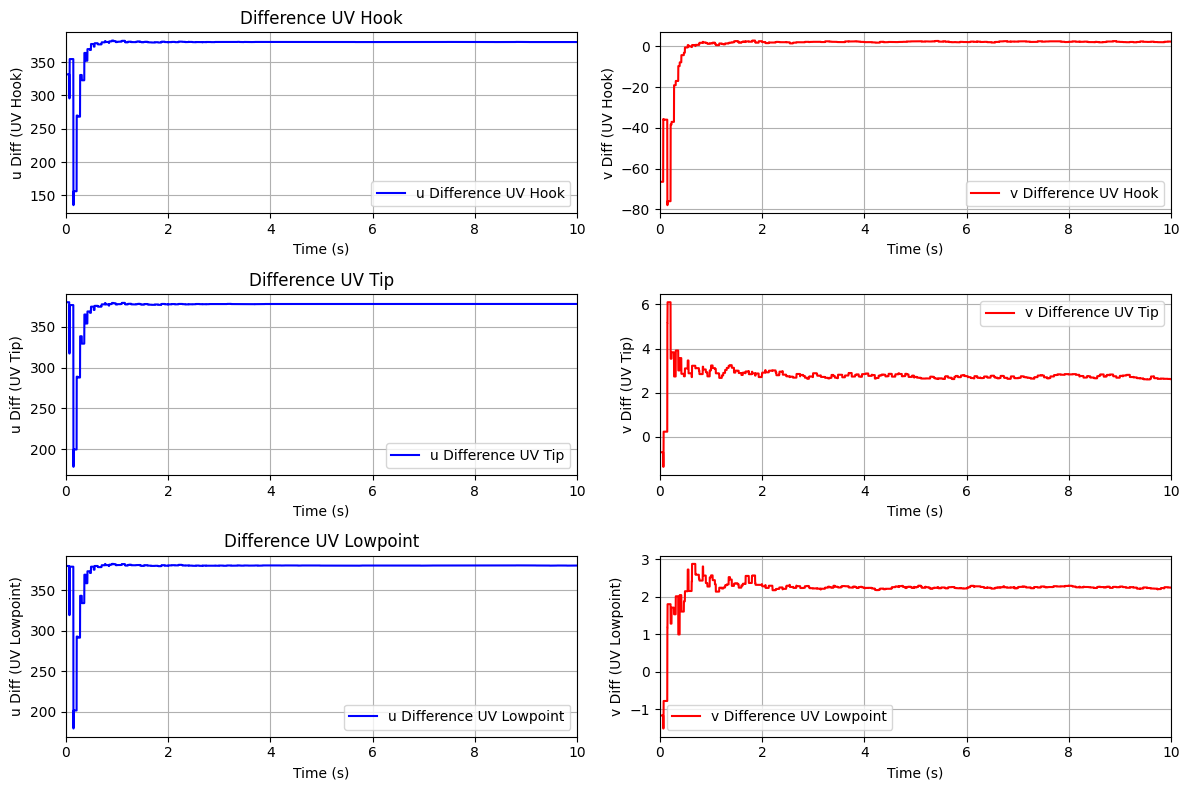 Difference UV Hook
u Diff (UV Hook)
350
300
250
200
150
u Difference UV Hook
0 2 4 6 8 10
Time (s)
v Diff (UV Hook)
0
−20
−40
−60
−80
v Difference UV Hook
0 2 4 6 8 10
Time (s)
Difference UV Tip
u Diff (UV Tip)
350
300
250
200
u Difference UV Tip
0 2 4 6 8 10
Time (s)
v Diff (UV Tip)
6
4
2
0
v Difference UV Tip
0 2 4 6 8 10
Time (s)
Difference UV Lowpoint
u Diff (UV Lowpoint)
350
300
250
200
u Difference UV Lowpoint
0 2 4 6 8 10
Time (s)
v Diff (UV Lowpoint)
3
2
1
0
−1
v Difference UV Lowpoint
0 2 4 6 8 10
Time (s)